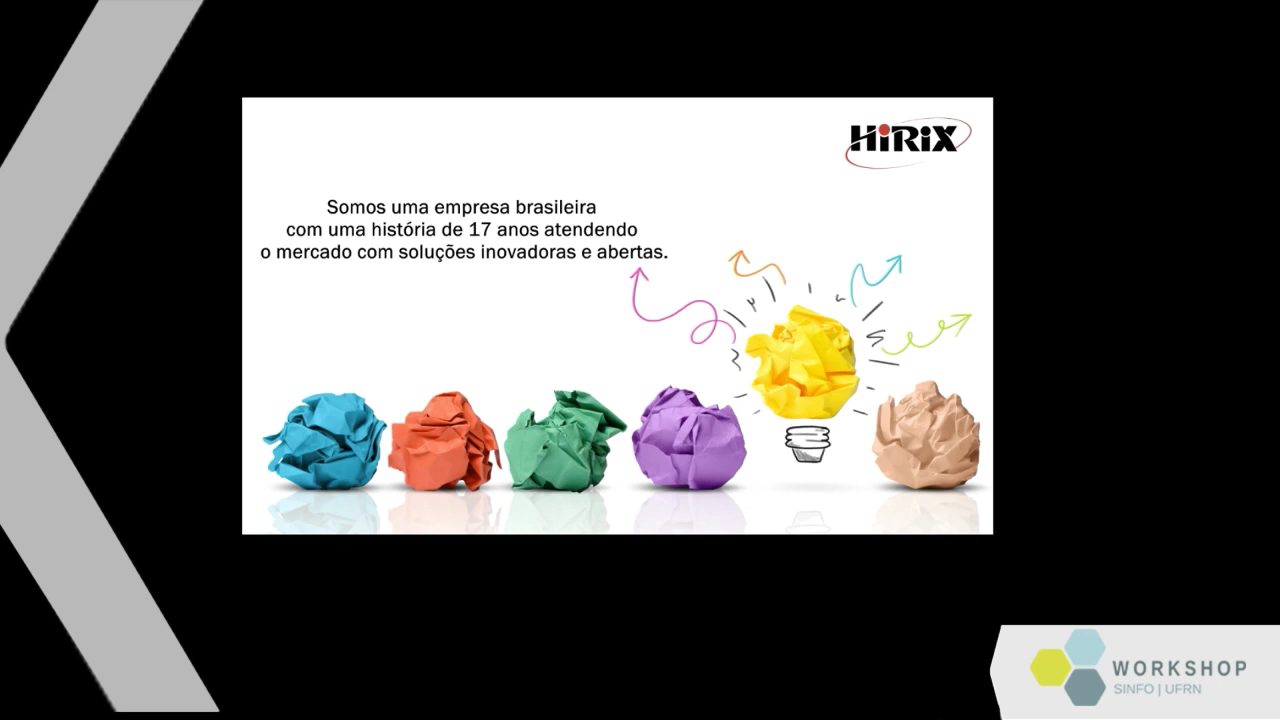 HiRiX
Somos uma empresa brasileira
com uma história de 17 anos atendendo
o mercado com soluções inovadoras e abertas.
WORKSHOP
SINFO | UFRN